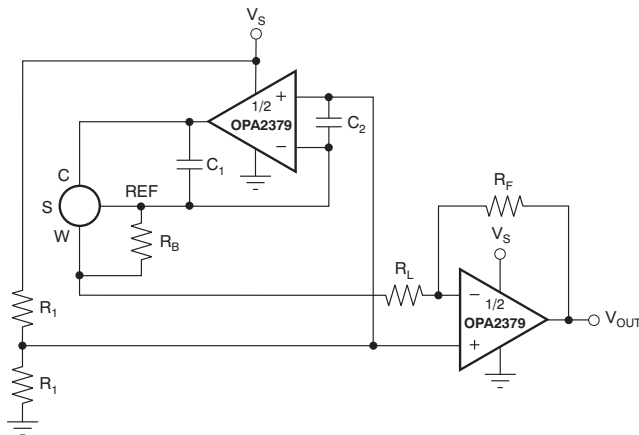 V_S
+
1/2
OPA2379
C_2
−
C_1
C
REF
S
W
R_B
R_F
V_S
R_L
R_1
−
1/2
OPA2379
+
V_OUT
R_1